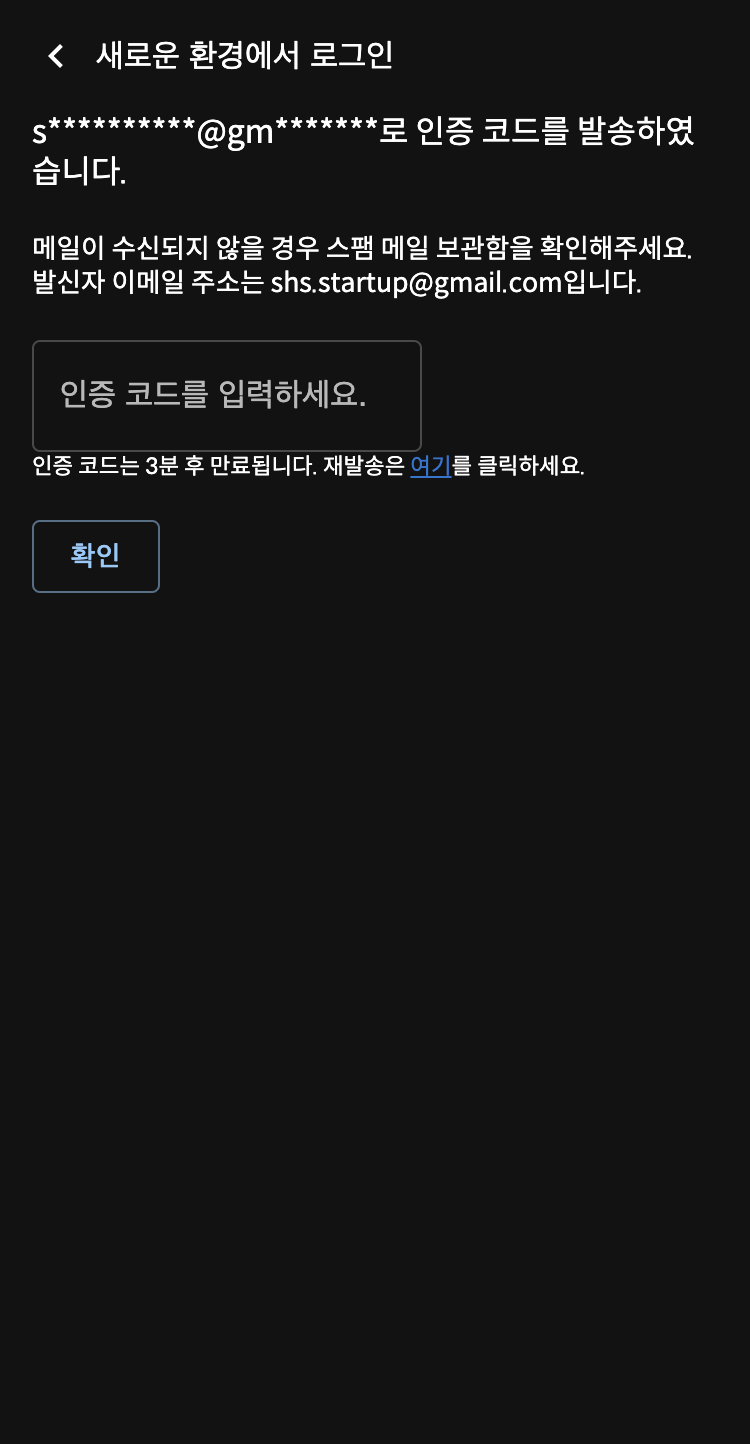 새로운 환경에서 로그인
s**********@gm*******로 인증 코드를 발송하였
습니다.
메일이 수신되지 않을 경우 스팸 메일 보관함을 확인해주세요.
발신자 이메일 주소는 shs.startup@gmail.com입니다.
인증 코드를 입력하세요.
인증 코드는 3분 후 만료됩니다. 재발송은 여기를 클릭하세요.
확인